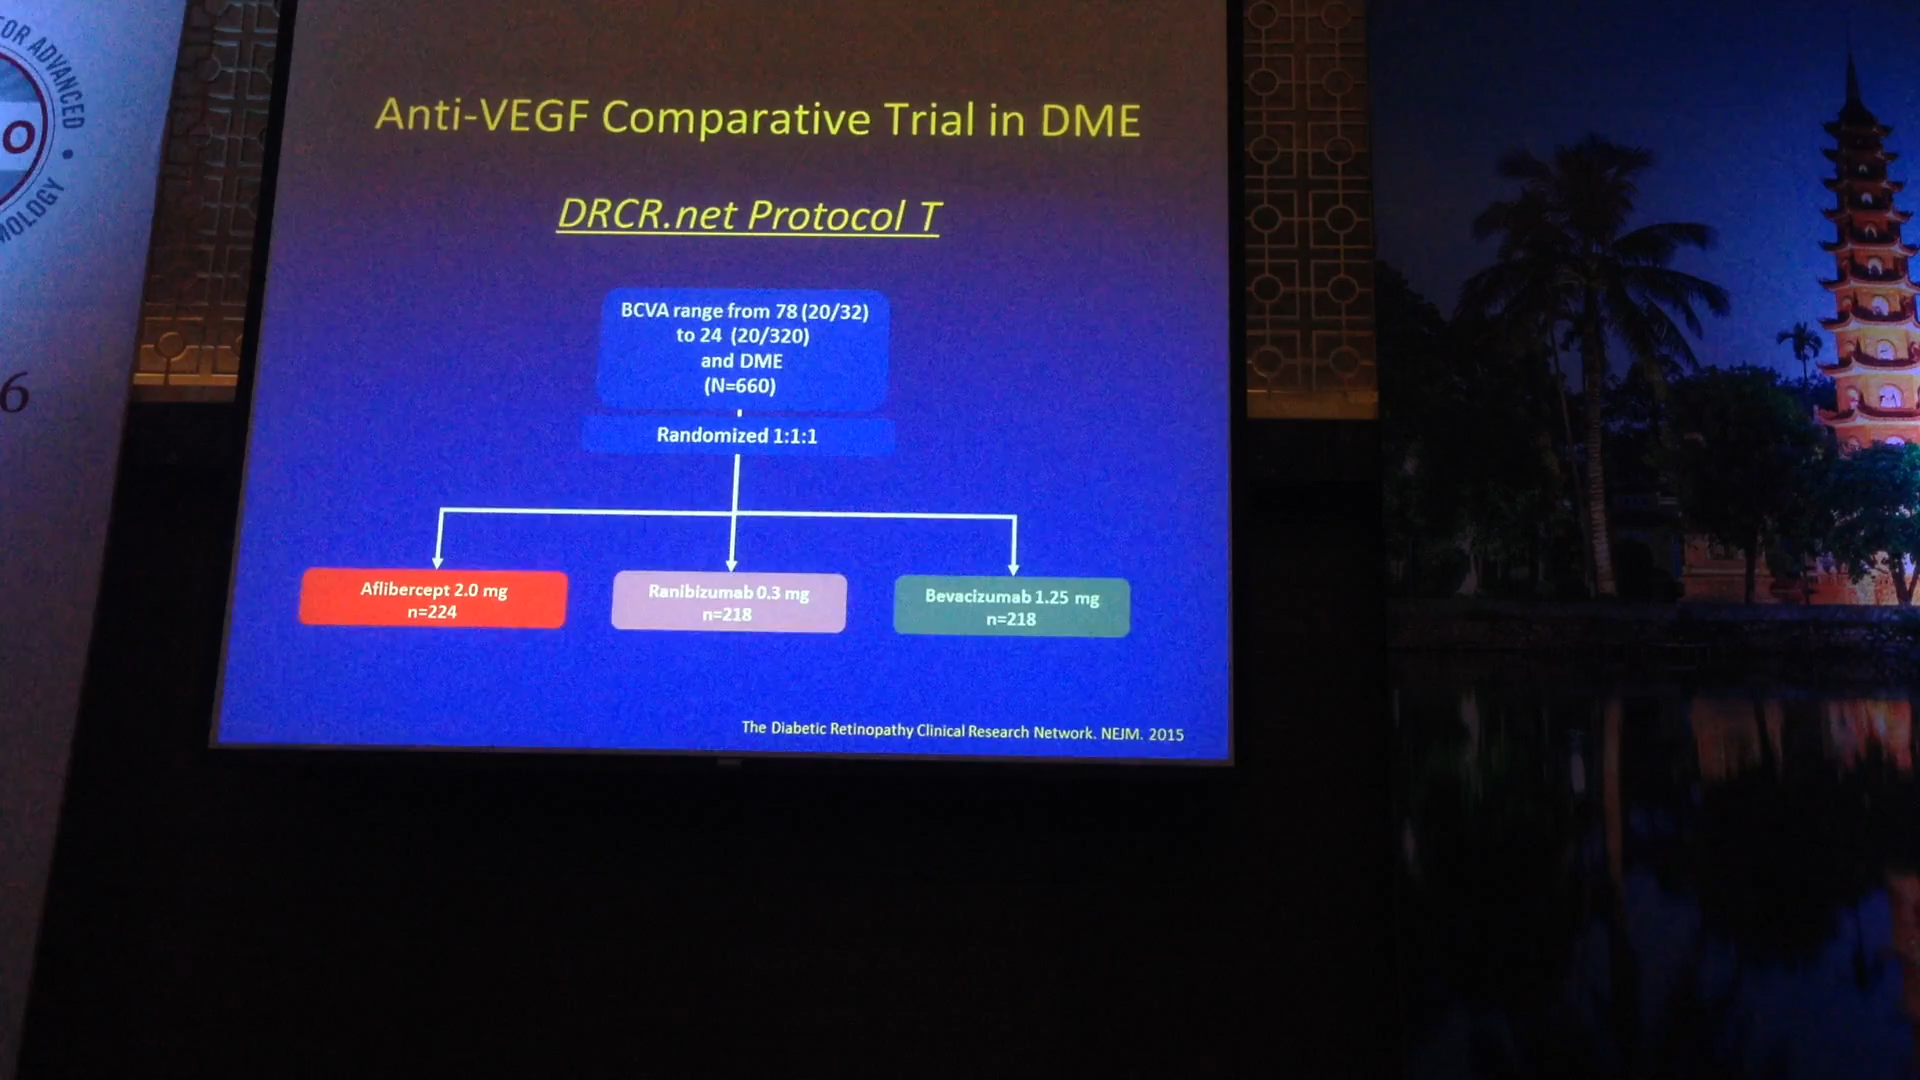 FOR ADVANCED
O
MOLOGY
6
Anti-VEGF Comparative Trial in DME
DRCR.net Protocol T
BCVA range from 78 (20/32)
to 24 (20/320)
and DME
(N=660)
Randomized 1:1:1
Aflibercept 2.0 mg
n=224
Ranibizumab 0.3 mg
n=218
Bevacizumab 1.25 mg
n=218
The Diabetic Retinopathy Clinical Research Network. NEJM. 2015